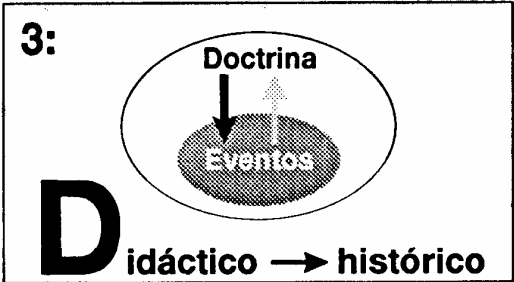 3:
Doctrina
Eventos
Didáctico → histórico